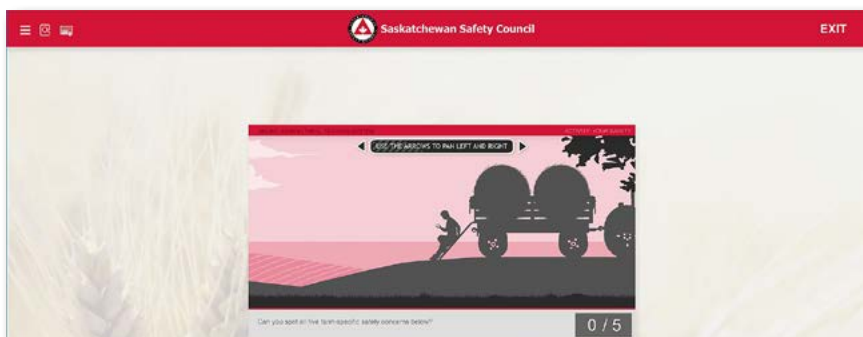 Saskatchewan Safety Council
EXIT
USE THE ARROWS TO PAN LEFT AND RIGHT
Can you spot all five farm-specific safety concerns below?
0 / 5